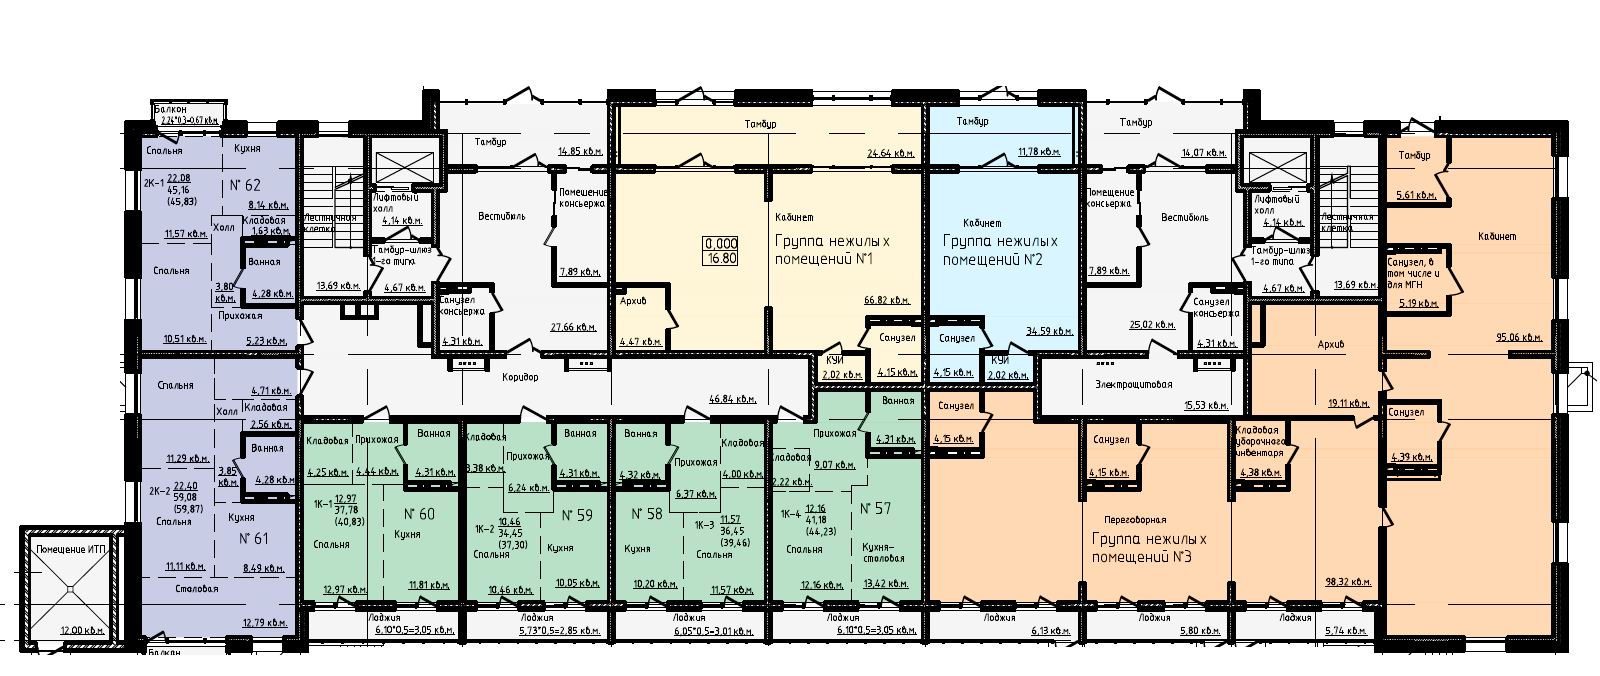 Балкон
2.24*0.3=0.67кв.м.
Спальня
Кухня
2К-1
22.08
45,16
(45,83)
N° 62
8.14 кв.м.
Кладовая
1,63 кв.м.
11,57 кв.м.
Холл
Спальня
Ванная
3,80
кв.м.
4,28 кв.м.
Прихожая
10,51 кв.м.
5,23 кв.м.
Лестничная
клетка
13,69 кв.м.
Лифтовый
холл
4,14 кв.м.
Тамбур-шлюз
1-го типа
4,67 кв.м.
Тамбур
14.85 кв.м.
Вестибюль
Помещение
консьержа
7,89 кв.м.
Санузел
консьержа
4,31 кв.м.
27.66 кв.м.
Тамбур
24.64 кв.м.
0,000
16.80
Кабинет
Группа нежилых
помещений N°1
66.82 кв.м.
Архив
4,47 кв.м.
КУИ
2,02 кв.м.
Санузел
4,15 кв.м.
Тамбур
11,78 кв.м.
Кабинет
Группа нежилых
помещений N°2
34.59 кв.м.
Санузел
4,15 кв.м.
КУИ
2,02 кв.м.
Тамбур
14,07 кв.м.
Помещение
консьержа
Вестибюль
7,89 кв.м.
25,02 кв.м.
Санузел
консьержа
4,31 кв.м.
Лифтовый
холл
4,14 кв.м.
Тамбур-шлюз
1-го типа
4,67 кв.м.
Лестничная
клетка
13,69 кв.м.
Тамбур
5,61 кв.м.
Кабинет
Санузел, в
том числе и
для МГН
5,19 кв.м.
95,06 кв.м.
Архив
19,11 кв.м.
Санузел
4,39 кв.м.
Электрощитовая
15,53 кв.м.
Коридор
46,84 кв.м.
Спальня
4,71 кв.м.
Холл
Кладовая
2.56 кв.м.
Ванная
11,29 кв.м.
3,85
кв.м.
4,28 кв.м.
2К-2
22.40
59,08
(59,87)
Спальня
Кухня
N° 61
11,11 кв.м.
8.49 кв.м.
Столовая
12.79 кв.м.
Балкон
Помещение ИТП
12.00 кв.м.
Кладовая
Прихожая
Ванная
4.25 кв.м.
4.44 кв.м.
4.31 кв.м.
1К-1
12.97
37,78
(40,83)
N° 60
Спальня
Кухня
12,97 кв.м.
11.81 кв.м.
Лоджия
6.10*0,5=3,05 кв.м.
Кладовая
Ванная
Прихожая
3,38 кв.м.
4.31 кв.м.
6,24 кв.м.
1К-2
10,46
34,45
(37,30)
N° 59
Спальня
Кухня
10,46 кв.м.
10,05 кв.м.
Лоджия
5.73*0,5=2.85 кв.м.
Ванная
Кладовая
Прихожая
4,32 кв.м.
4,00 кв.м.
6,37 кв.м.
N° 58
1К-3
11,57
36,45
(39,46)
Кухня
Спальня
10,20 кв.м.
11,57 кв.м.
Лоджия
6.05*0,5=3.01 кв.м.
Ванная
Прихожая
4,31 кв.м.
Кладовая
9,07 кв.м.
2.22 кв.м.
1К-4
12.16
41,18
(44,23)
N° 57
Спальня
Кухня-
столовая
12,16 кв.м.
13,42 кв.м.
Лоджия
6.10*0,5=3,05 кв.м.
Санузел
4,15 кв.м.
Санузел
4,15 кв.м.
Кладовая
уборочного
инвентаря
4,38 кв.м.
Переговорная
Группа нежилых
помещений N°3
98,32 кв.м.
Лоджия
6,13 кв.м.
Лоджия
5,80 кв.м.
Лоджия
5,74 кв.м.